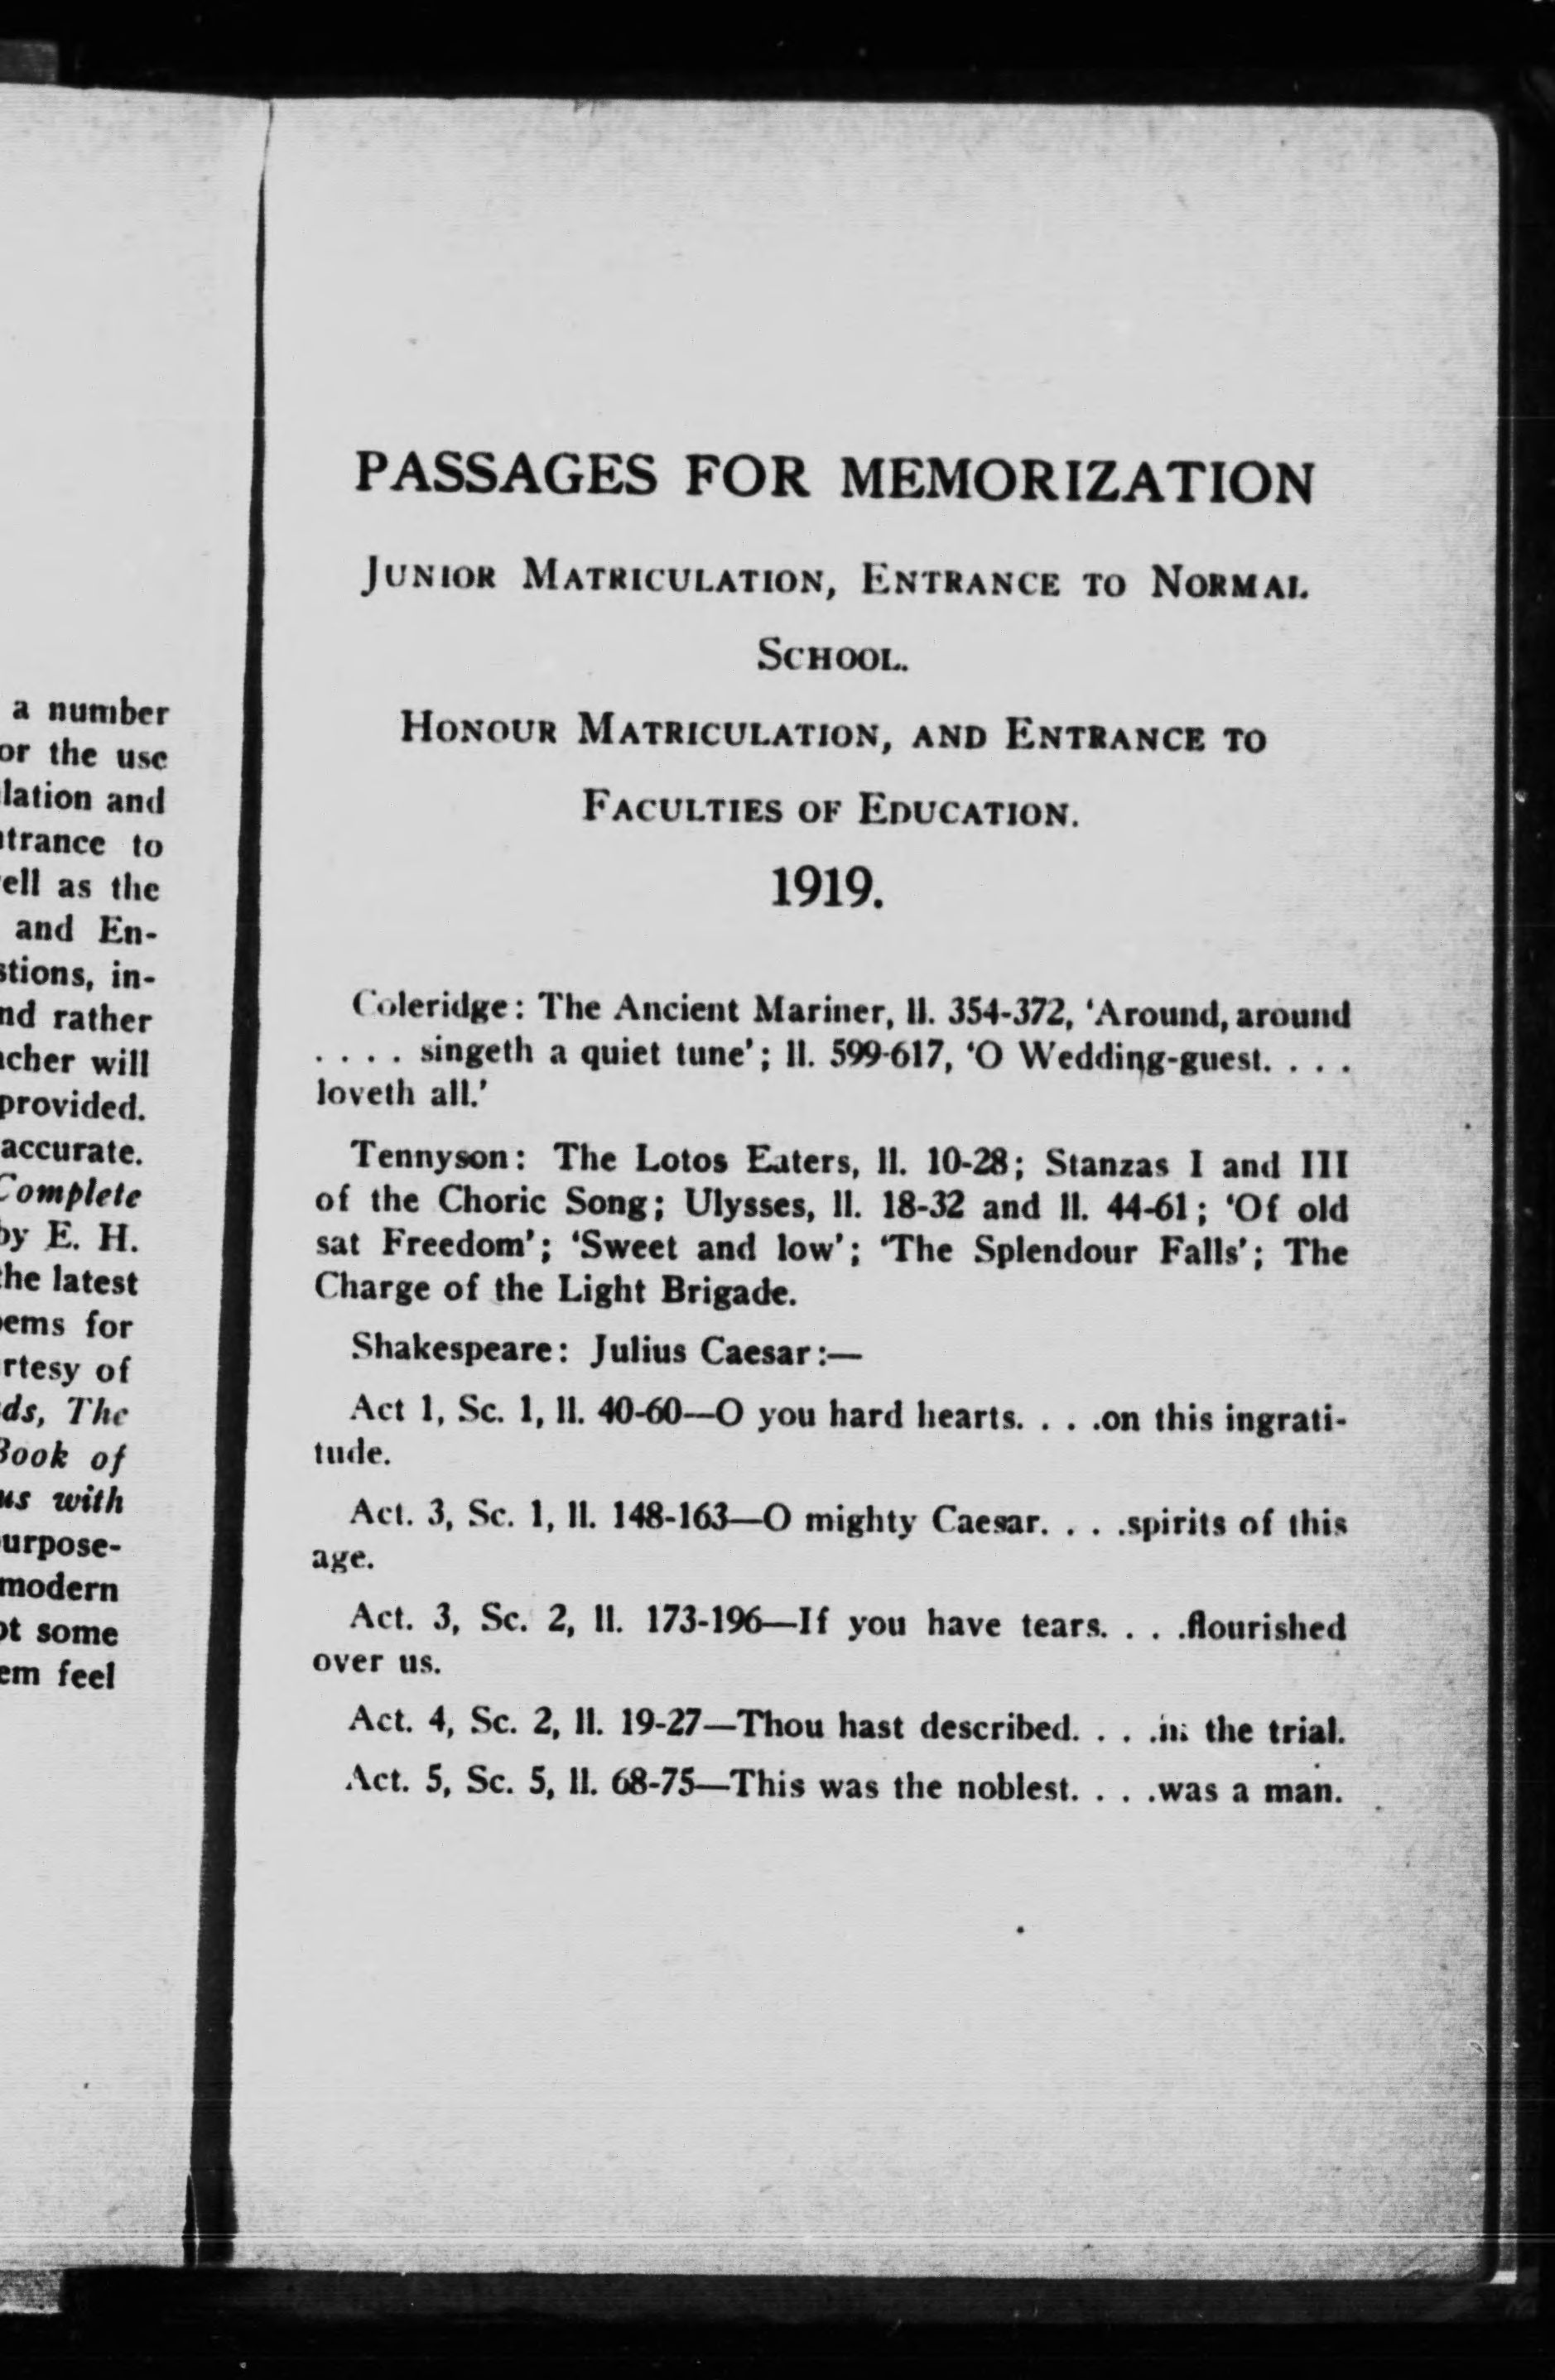 a number
or the use
lation and
trance to
ell as the
and En-
stions, in-
nd rather
cher will
provided.
accurate.
Complete
by E. H.
the latest
ems for
rtesy of
ds, The
Book of
us with
urpose-
modern
ot some
em feel
PASSAGES FOR MEMORIZATION
JUNIOR MATRICULATION, ENTRANCE TO NORMAL
SCHOOL.
HONOUR MATRICULATION, AND ENTRANCE TO
FACULTIES OF EDUCATION.
1919.
Coleridge: The Ancient Mariner, ll. 354-372, 'Around, around
. . . . singeth a quiet tune'; ll. 599-617, 'O Wedding-guest. . . .
loveth all.'
Tennyson: The Lotos Eaters, ll. 10-28; Stanzas I and III
of the Choric Song; Ulysses, ll. 18-32 and ll. 44-61; 'Of old
sat Freedom'; 'Sweet and low'; 'The Splendour Falls'; The
Charge of the Light Brigade.
Shakespeare: Julius Caesar:—
Act 1, Sc. 1, ll. 40-60—O you hard hearts. . . .on this ingrati-
tude.
Act. 3, Sc. 1, ll. 148-163—O mighty Caesar. . . .spirits of this
age.
Act. 3, Sc. 2, ll. 173-196—If you have tears. . . .flourished
over us.
Act. 4, Sc. 2, ll. 19-27—Thou hast described. . . .in the trial.
Act. 5, Sc. 5, ll. 68-75—This was the noblest. . . .was a man.